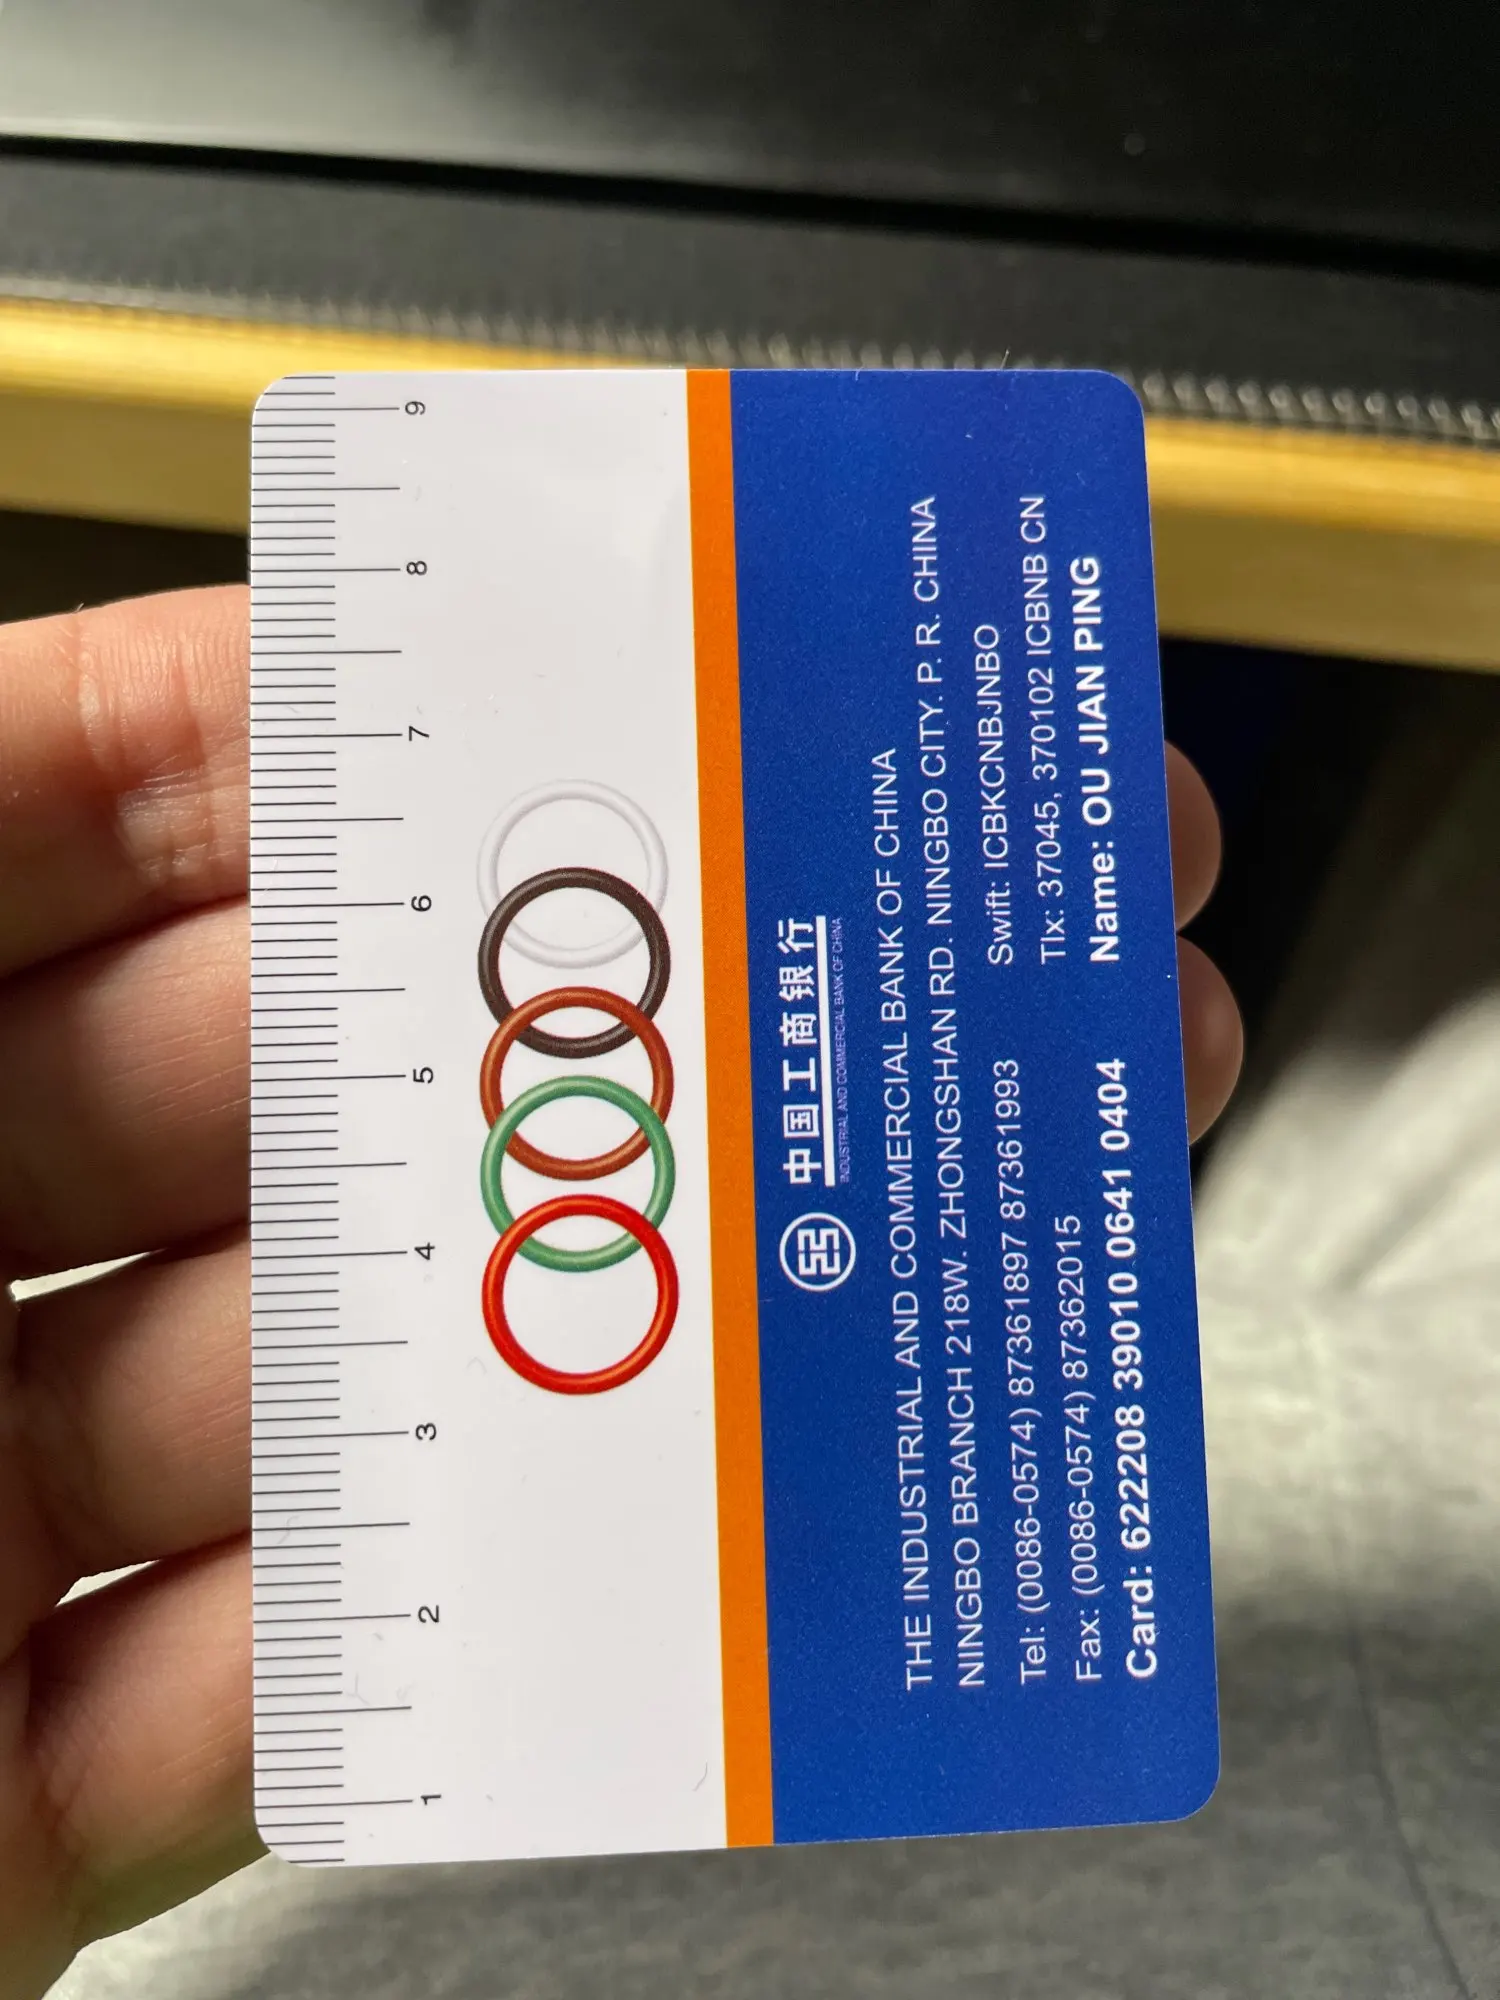 1 2 3 4 5 6 7 8 9
中国工商银行
INDUSTRIAL AND COMMERCIAL BANK OF CHINA
THE INDUSTRIAL AND COMMERCIAL BANK OF CHINA
NINGBO BRANCH 218W. ZHONGSHAN RD. NINGBO CITY. P. R. CHINA
Tel: (0086-0574) 87361897 87361993 Swift: ICBKCNBJNBO
Fax: (0086-0574) 87362015 Tlx: 37045, 370102 ICBNB CN
Card: 622208 39010 0641 0404 Name: OU JIAN PING